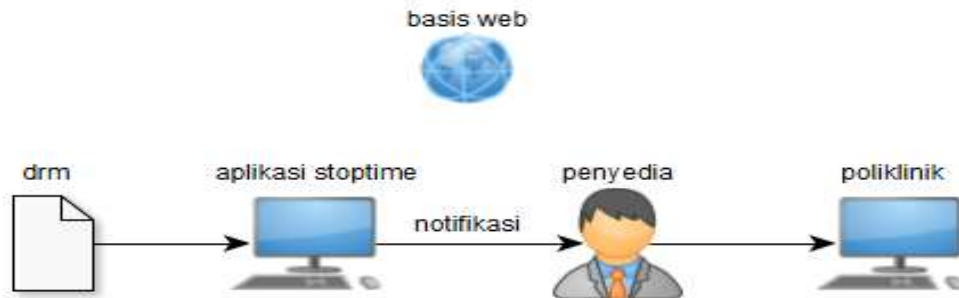 basis web
drm
aplikasi stoptime
penyedia
poliklinik
notifikasi